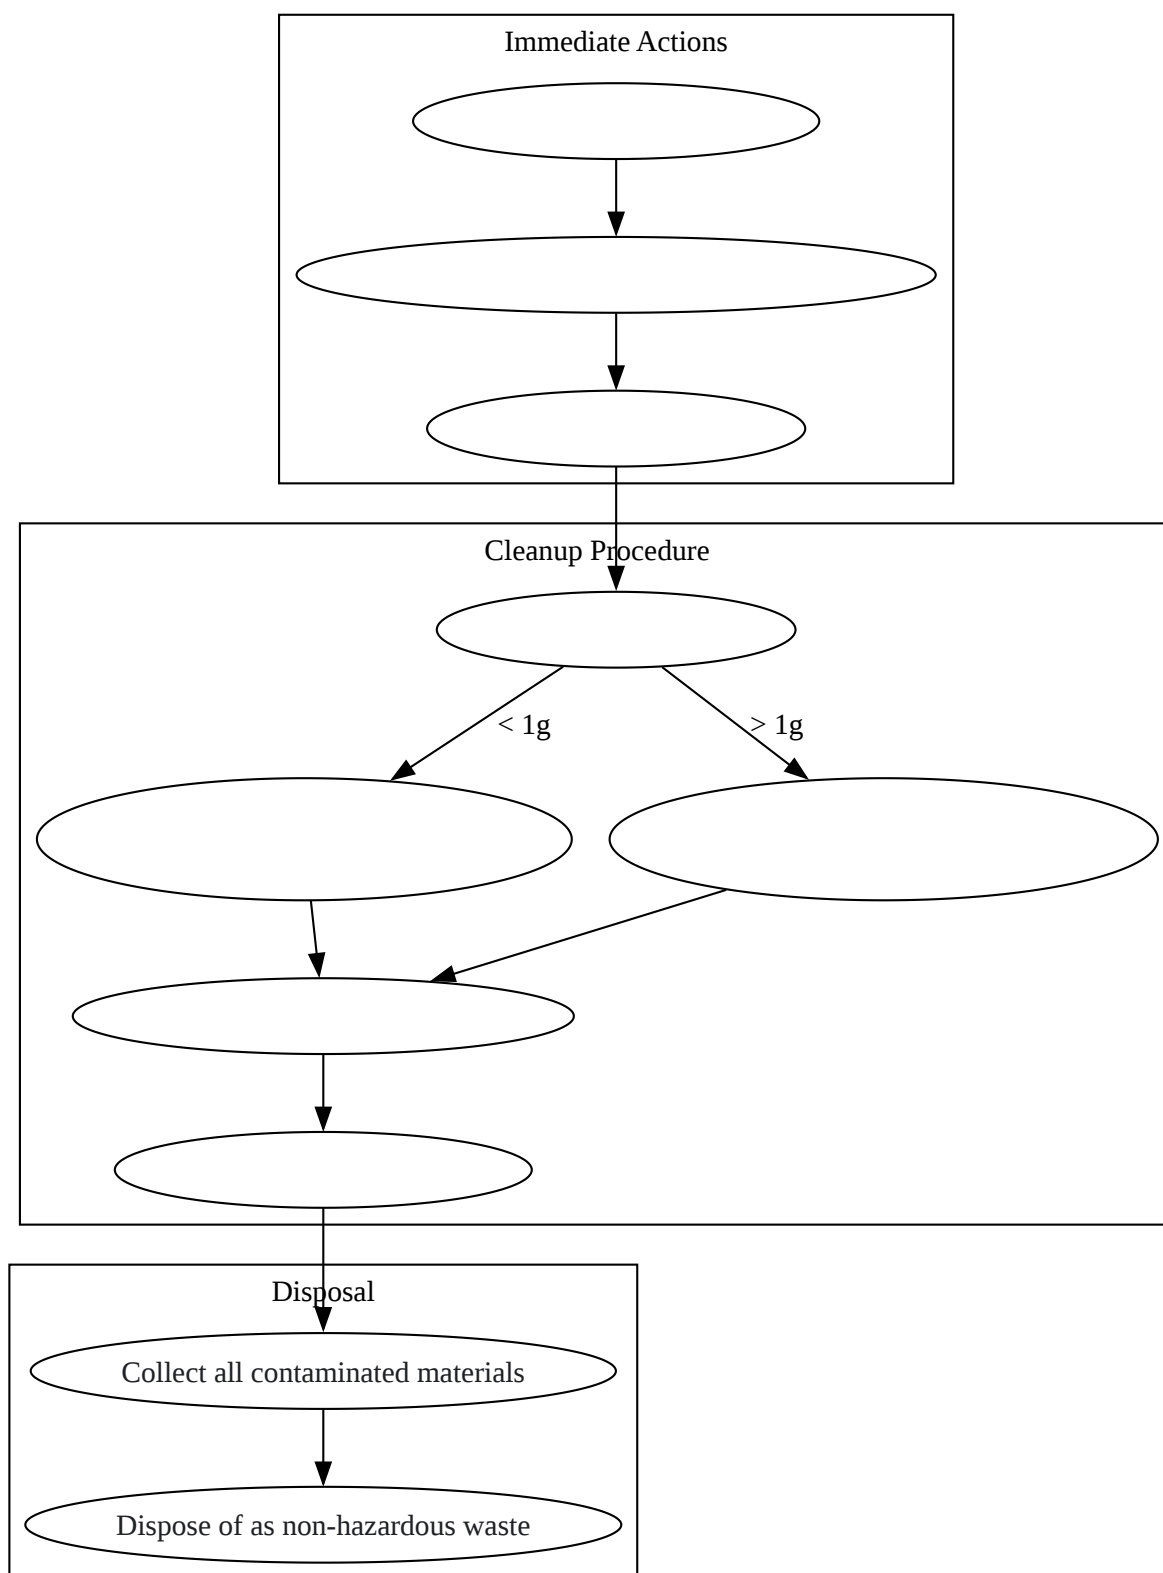 Immediate Actions
Cleanup Procedure
< 1g
> 1g
Disposal
Collect all contaminated materials
Dispose of as non-hazardous waste